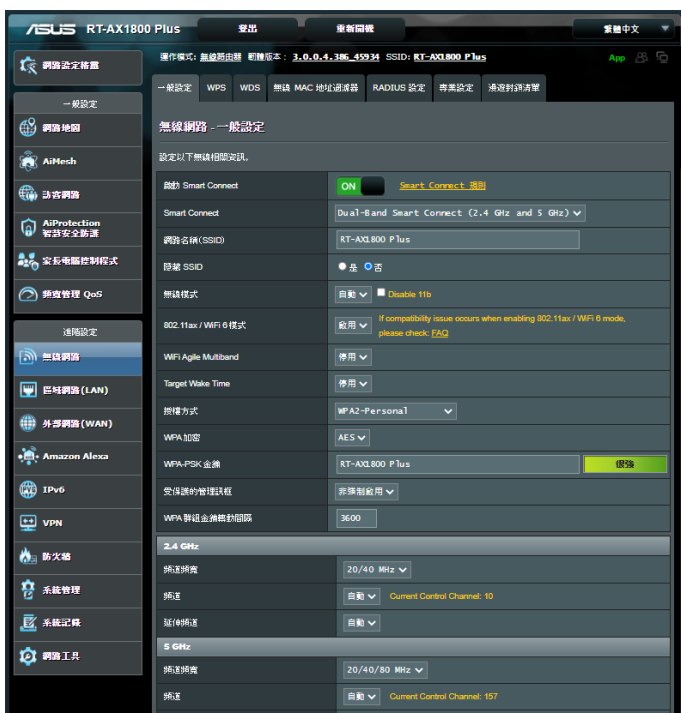 ASUS RT-AX1800 Plus 登出 重新開機 繁體中文
運作模式: 無線路由器 韌體版本: 3.0.0.4.386_45934 SSID: RT-AX1800 Plus App
網路設定精靈
一般設定
網路地圖
AiMesh
訪客網路
AiProtection
智慧安全防護
家長電腦控制程式
頻寬管理 QoS
進階設定
無線網路
區域網路(LAN)
外部網路(WAN)
Amazon Alexa
IPv6
VPN
防火牆
系統管理
系統記錄
網路工具
一般設定 WPS WDS 無線 MAC 地址過濾器 RADIUS 設定 專業設定 漫遊封鎖清單
無線網路 - 一般設定
設定以下無線相關資訊.
啟動 Smart Connect ON Smart Connect 規則
Smart Connect Dual-Band Smart Connect (2.4 GHz and 5 GHz)
網路名稱(SSID) RT-AX1800 Plus
隱藏 SSID 是 否
無線模式 自動 Disable 11b
802.11ax / WiFi 6 模式 啟用 If compatibility issue occurs when enabling 802.11ax / WiFi 6 mode,
please check: FAQ
WiFi Agile Multiband 停用
Target Wake Time 停用
授權方式 WPA2-Personal
WPA 加密 AES
WPA-PSK 金鑰 RT-AX1800 Plus 很強
受保護的管理訊框 非強制啟用
WPA 群組金鑰轉動間隔 3600
2.4 GHz
頻道頻寬 20/40 MHz
頻道 自動 Current Control Channel: 10
延伸頻道 自動
5 GHz
頻道頻寬 20/40/80 MHz
頻道 自動 Current Control Channel: 157